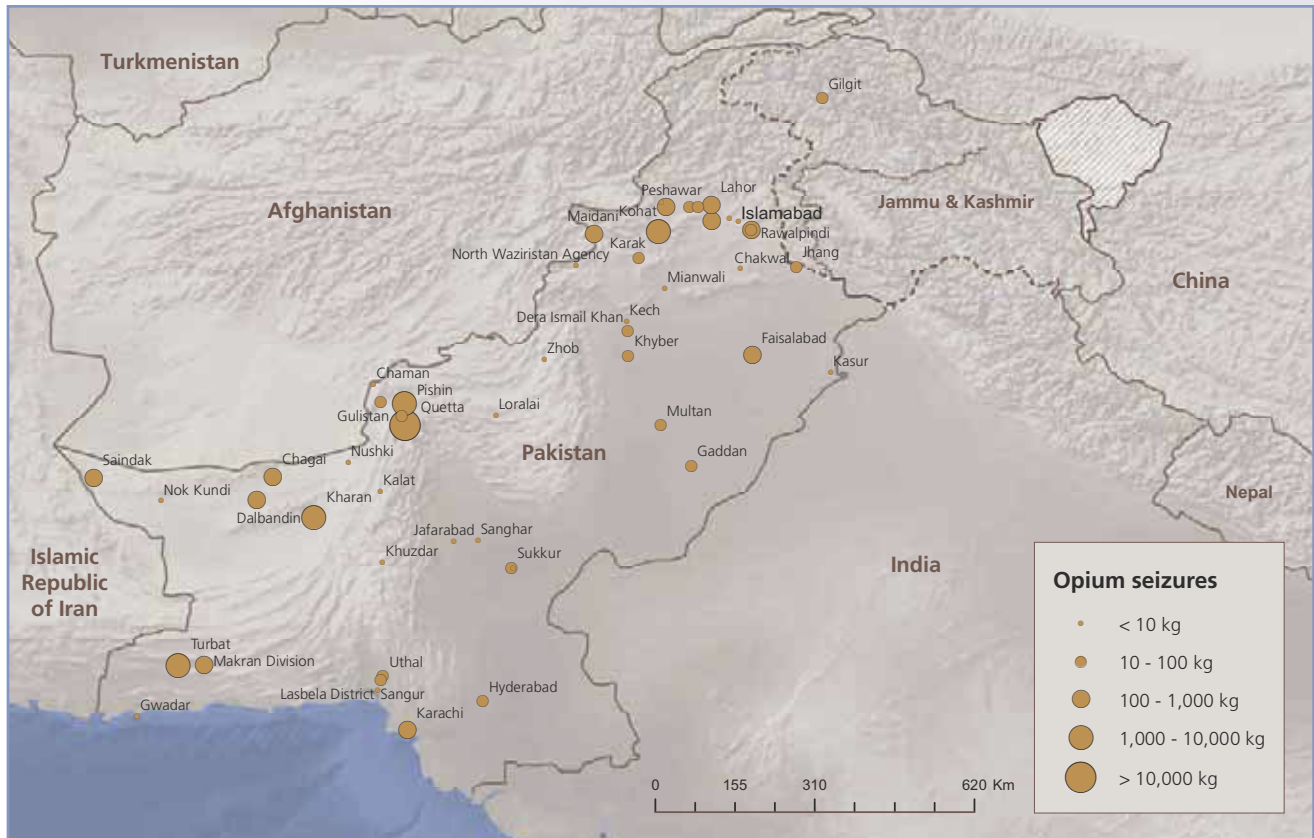 Turkmenistan
Gilgit
Peshawar
Lahor
Afghanistan
Maidani
Kohat
Islamabad
Jammu & Kashmir
Rawalpindi
North Waziristan Agency
Karak
Chakwal
Jhang
China
Mianwali
Dera Ismail Khan
Kech
Zhob
Khyber
Faisalabad
Kasur
Chaman
Pishin
Gulistan
Quetta
Loralai
Multan
Pakistan
Saindak
Chagai
Nushki
Gaddan
Nok Kundi
Kharan
Kalat
Nepal
Dalbandin
Jafarabad
Sanghar
Islamic
Republic
of Iran
Khuzdar
Sukkur
India
Turbat
Makran Division
Uthal
Lasbela District
Sangur
Hyderabad
Gwadar
Karachi
0 155 310 620 Km
Opium seizures
< 10 kg
10 - 100 kg
100 - 1,000 kg
1,000 - 10,000 kg
> 10,000 kg